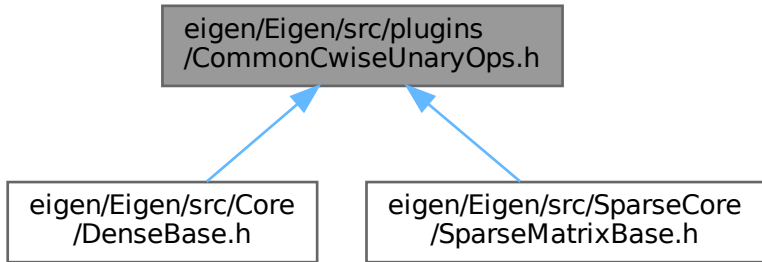 eigen/Eigen/src/plugins
/CommonCwiseUnaryOps.h
eigen/Eigen/src/Core
/DenseBase.h
eigen/Eigen/src/SparseCore
/SparseMatrixBase.h